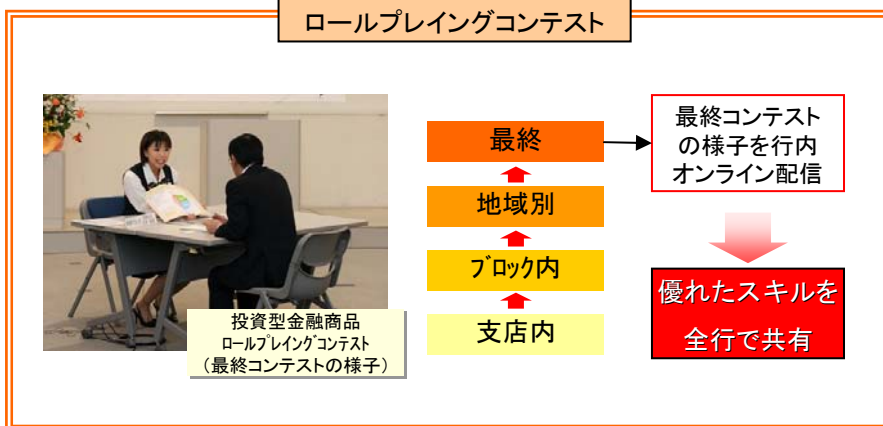 ロールプレイングコンテスト
投資型金融商品
ﾛｰﾙﾌﾟﾚｲﾝｸﾞｺﾝﾃｽﾄ
（最終コンテストの様子）
最終
地域別
ﾌﾞﾛｯｸ内
支店内
最終コンテスト
の様子を行内
オンライン配信
優れたスキルを
全行で共有